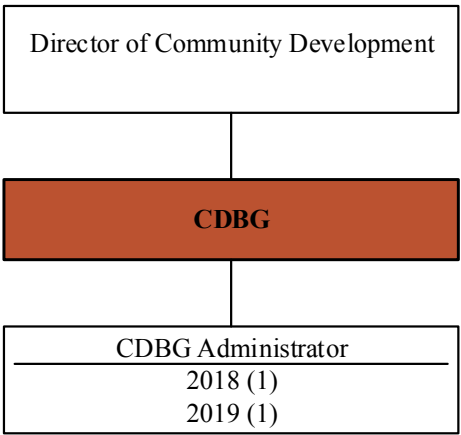 Director of Community Development
CDBG
CDBG Administrator
2018 (1)
2019 (1)